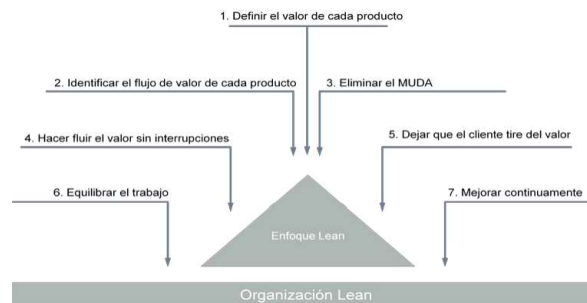 1. Definir el valor de cada producto
2. Identificar el flujo de valor de cada producto
3. Eliminar el MUDA
4. Hacer fluir el valor sin interrupciones
5. Dejar que el cliente tire del valor
6. Equilibrar el trabajo
7. Mejorar continuamente
Enfoque Lean
Organización Lean